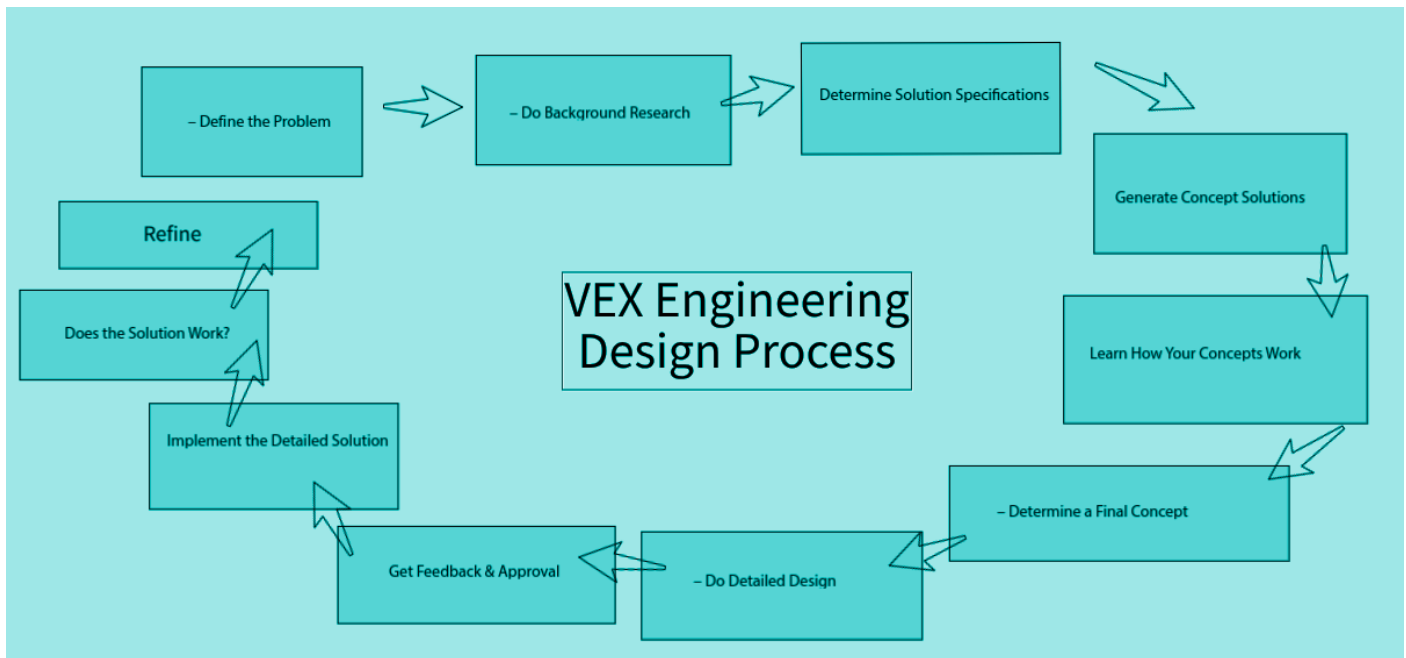 – Define the Problem
– Do Background Research
Determine Solution Specifications
Generate Concept Solutions
Learn How Your Concepts Work
– Determine a Final Concept
– Do Detailed Design
Get Feedback & Approval
Implement the Detailed Solution
Does the Solution Work?
Refine
VEX Engineering
Design Process